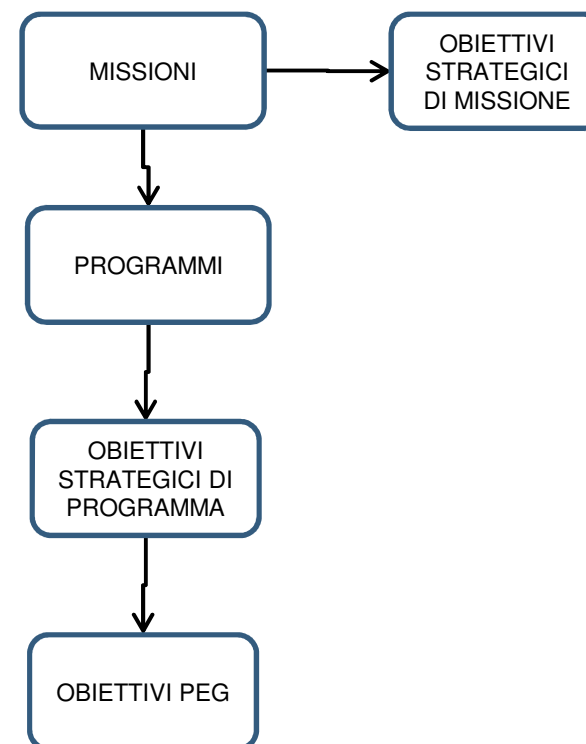 MISSIONI
OBIETTIVI
STRATEGICI
DI MISSIONE
PROGRAMMI
OBIETTIVI
STRATEGICI DI
PROGRAMMA
OBIETTIVI PEG